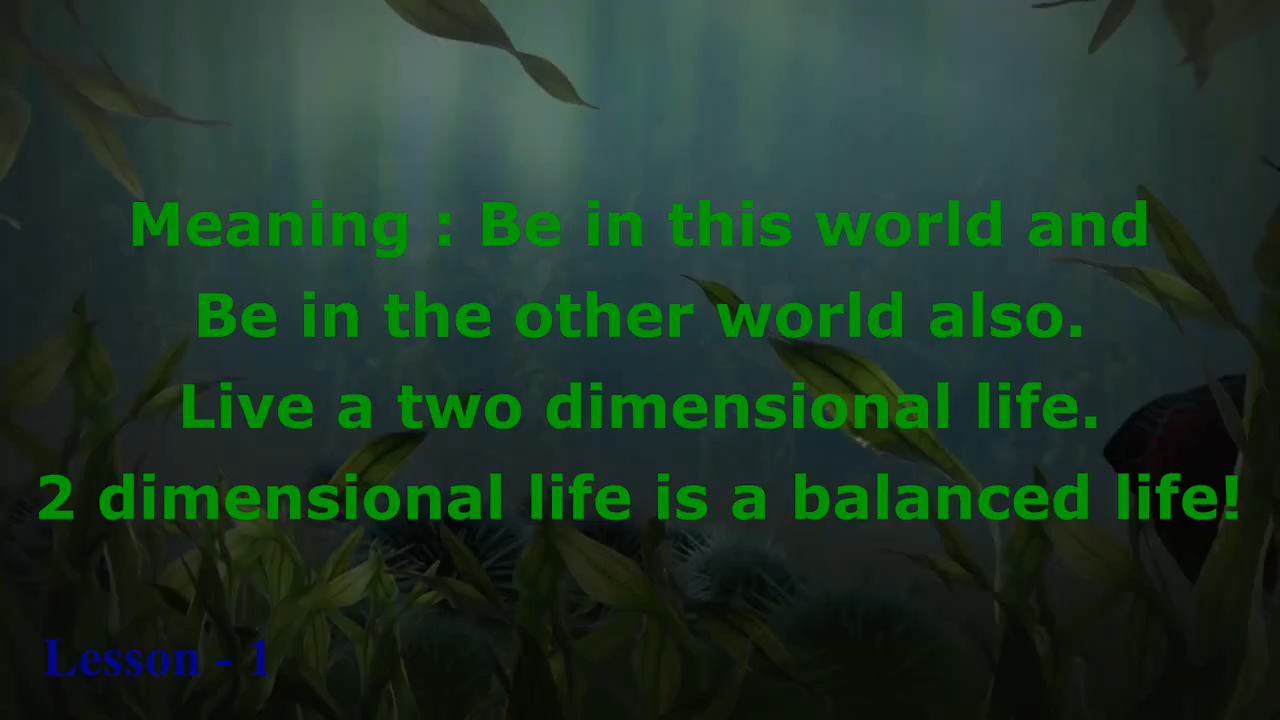 Meaning : Be in this world and
Be in the other world also.
Live a two dimensional life.
2 dimensional life is a balanced life!
Lesson - 1